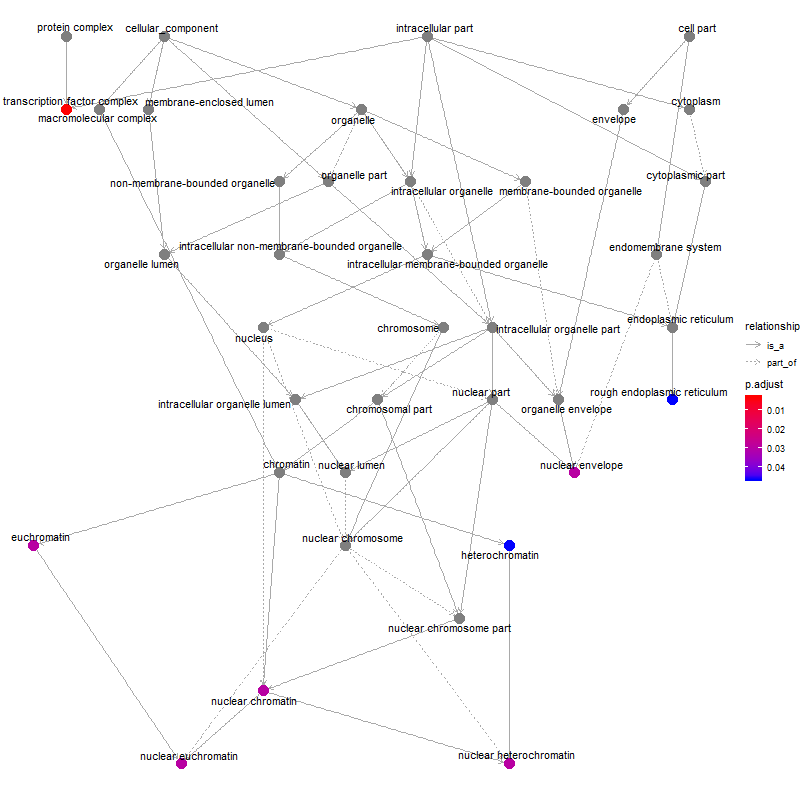 protein complex
cellular_component
intracellular part
cell part
transcription factor complex
membrane-enclosed lumen
cytoplasm
macromolecular complex
organelle
envelope
non-membrane-bounded organelle
organelle part
intracellular organelle
membrane-bounded organelle
cytoplasmic part
intracellular non-membrane-bounded organelle
endomembrane system
organelle lumen
intracellular membrane-bounded organelle
nucleus
chromosome
intracellular organelle part
endoplasmic reticulum
relationship
is_a
part_of
p.adjust
0.01
0.02
0.03
0.04
intracellular organelle lumen
chromosomal part
nuclear part
organelle envelope
rough endoplasmic reticulum
chromatin
nuclear lumen
nuclear envelope
euchromatin
nuclear chromosome
heterochromatin
nuclear chromosome part
nuclear chromatin
nuclear euchromatin
nuclear heterochromatin